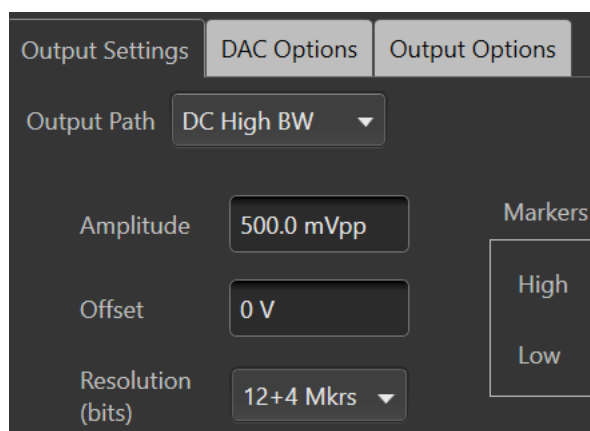 Output Settings DAC Options Output Options
Output Path DC High BW
Amplitude 500.0 mVpp
Markers
Offset 0 V
High
Low
Resolution
(bits) 12+4 Mkrs